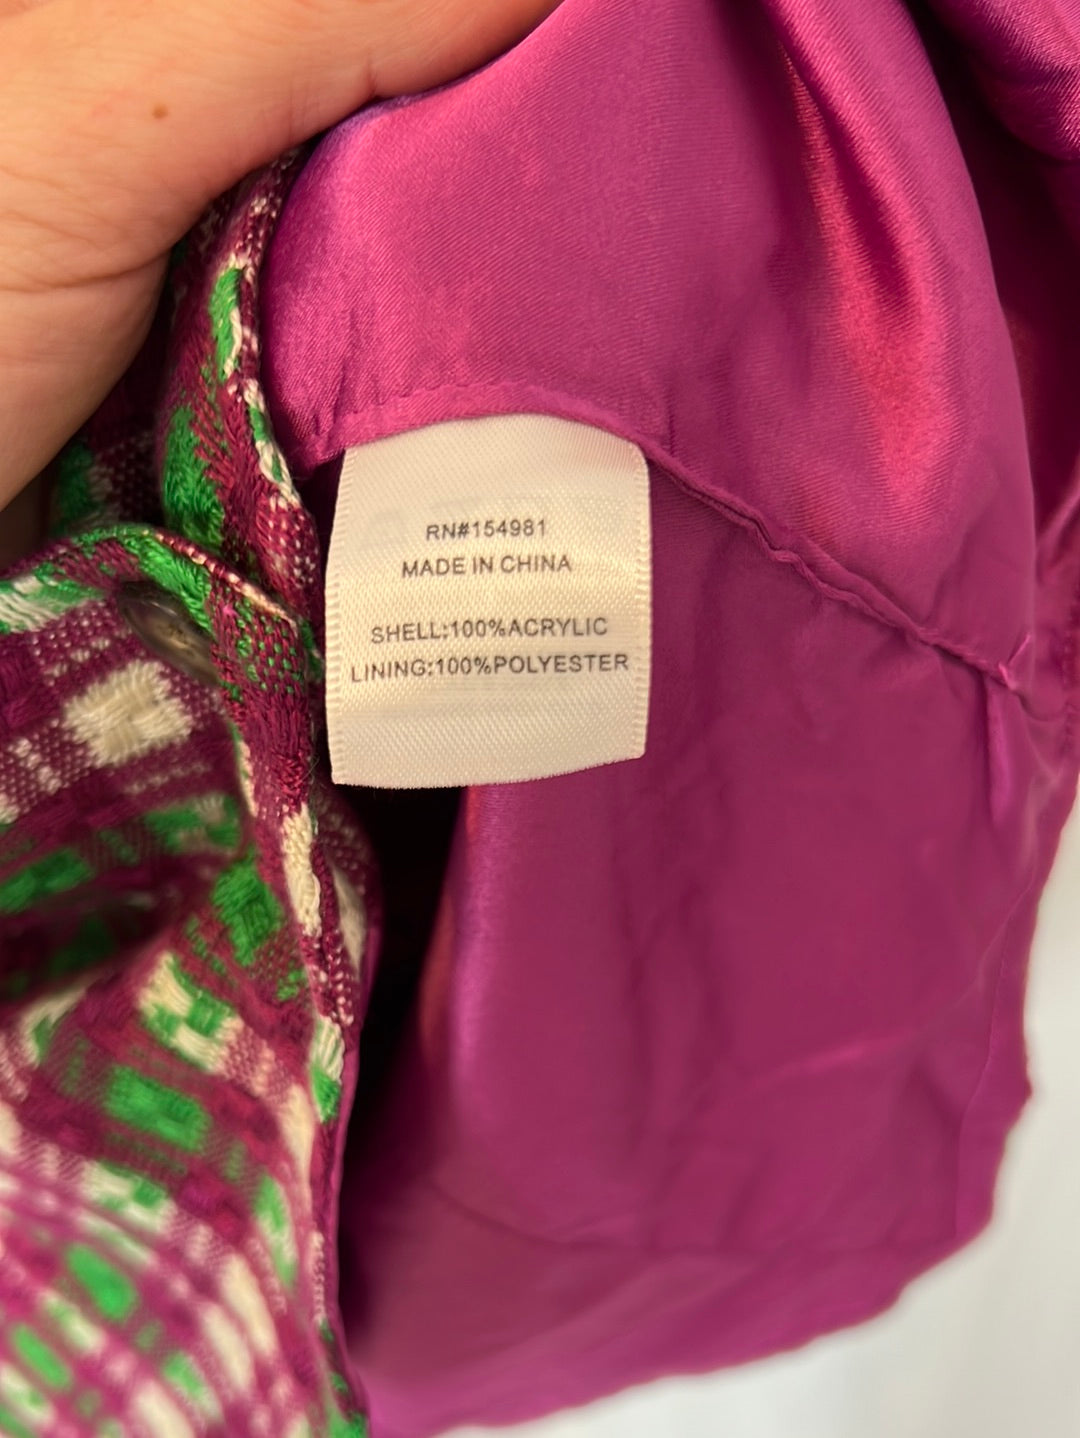 RN#154981
MADE IN CHINA
SHELL:100%ACRYLIC
LINING:100%POLYESTER